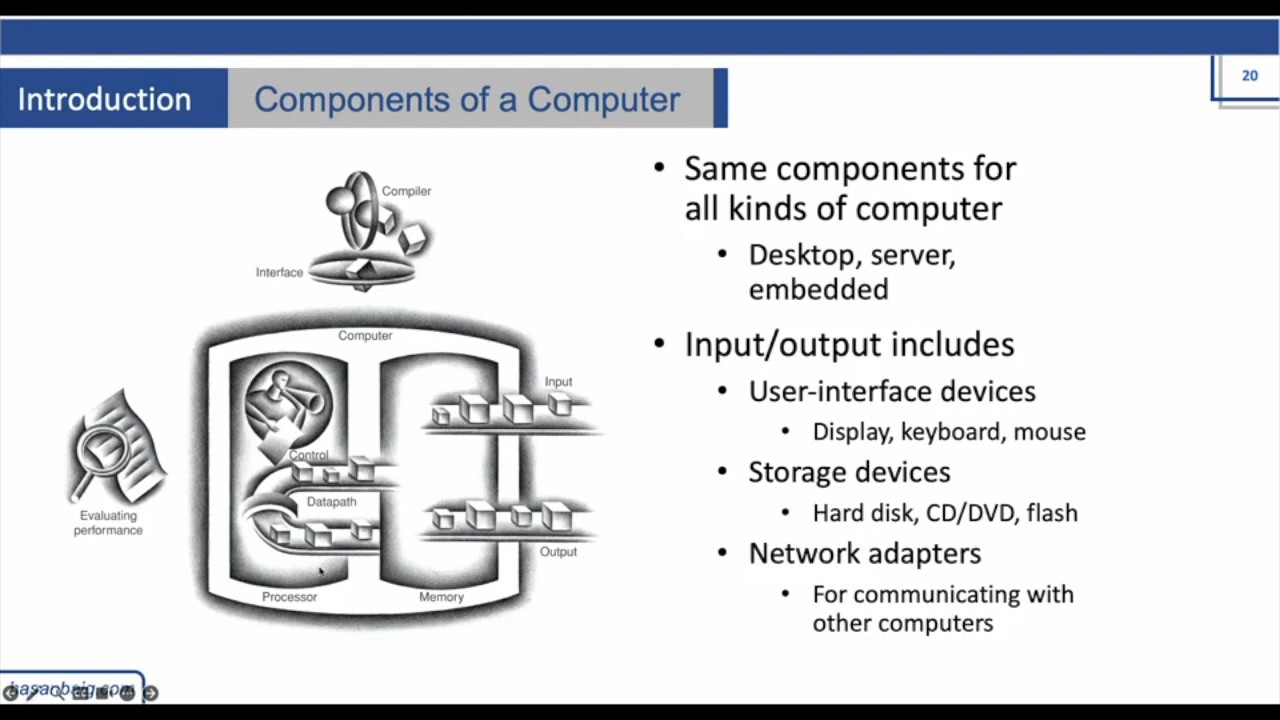 20
Introduction
Components of a Computer
Compiler
Interface
Computer
Input
Control
Datapath
Output
Processor
Memory
Evaluating
performance
• Same components for
all kinds of computer
• Desktop, server,
embedded
• Input/output includes
• User-interface devices
• Display, keyboard, mouse
• Storage devices
• Hard disk, CD/DVD, flash
• Network adapters
• For communicating with
other computers
hasanbaig.com